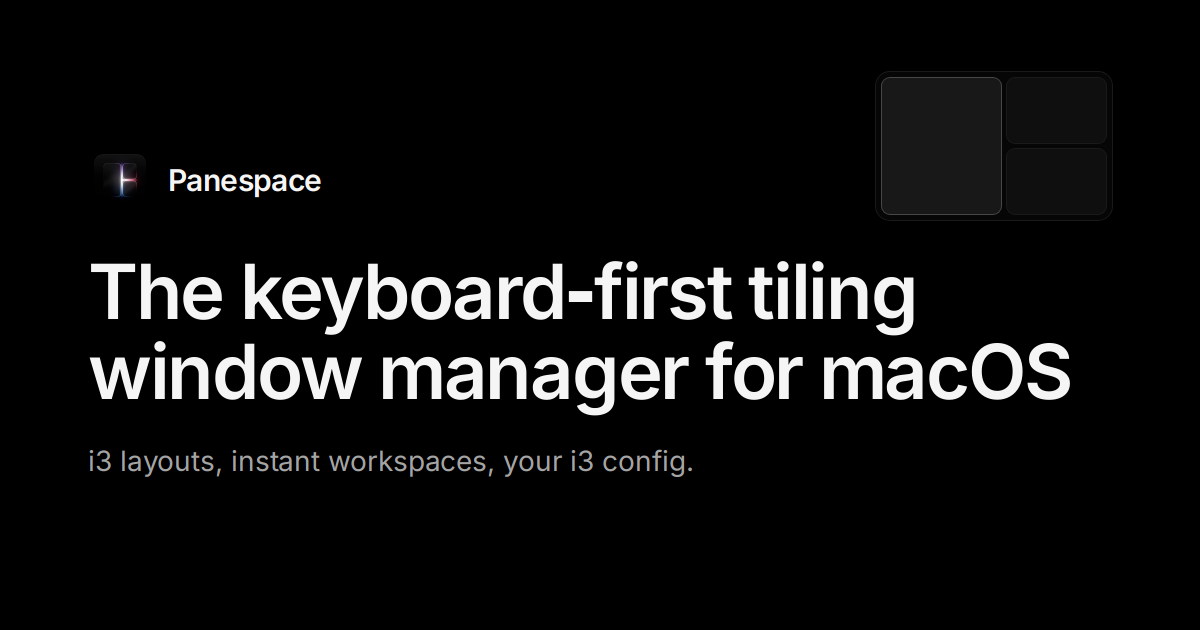 Panespace
The keyboard-first tiling
window manager for macOS
i3 layouts, instant workspaces, your i3 config.